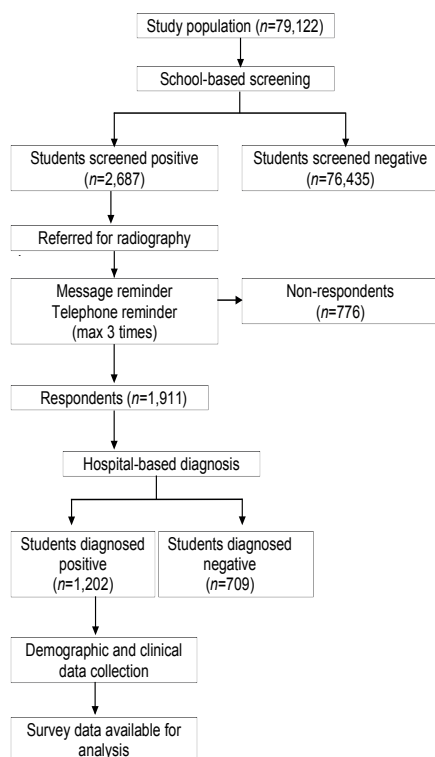 Study population (n=79,122)
School-based screening
Students screened positive
(n=2,687)
Students screened negative
(n=76,435)
Referred for radiography
Message reminder
Telephone reminder
(max 3 times)
Non-respondents
(n=776)
Respondents (n=1,911)
Hospital-based diagnosis
Students diagnosed
positive
(n=1,202)
Students diagnosed
negative
(n=709)
Demographic and clinical
data collection
Survey data available for
analysis